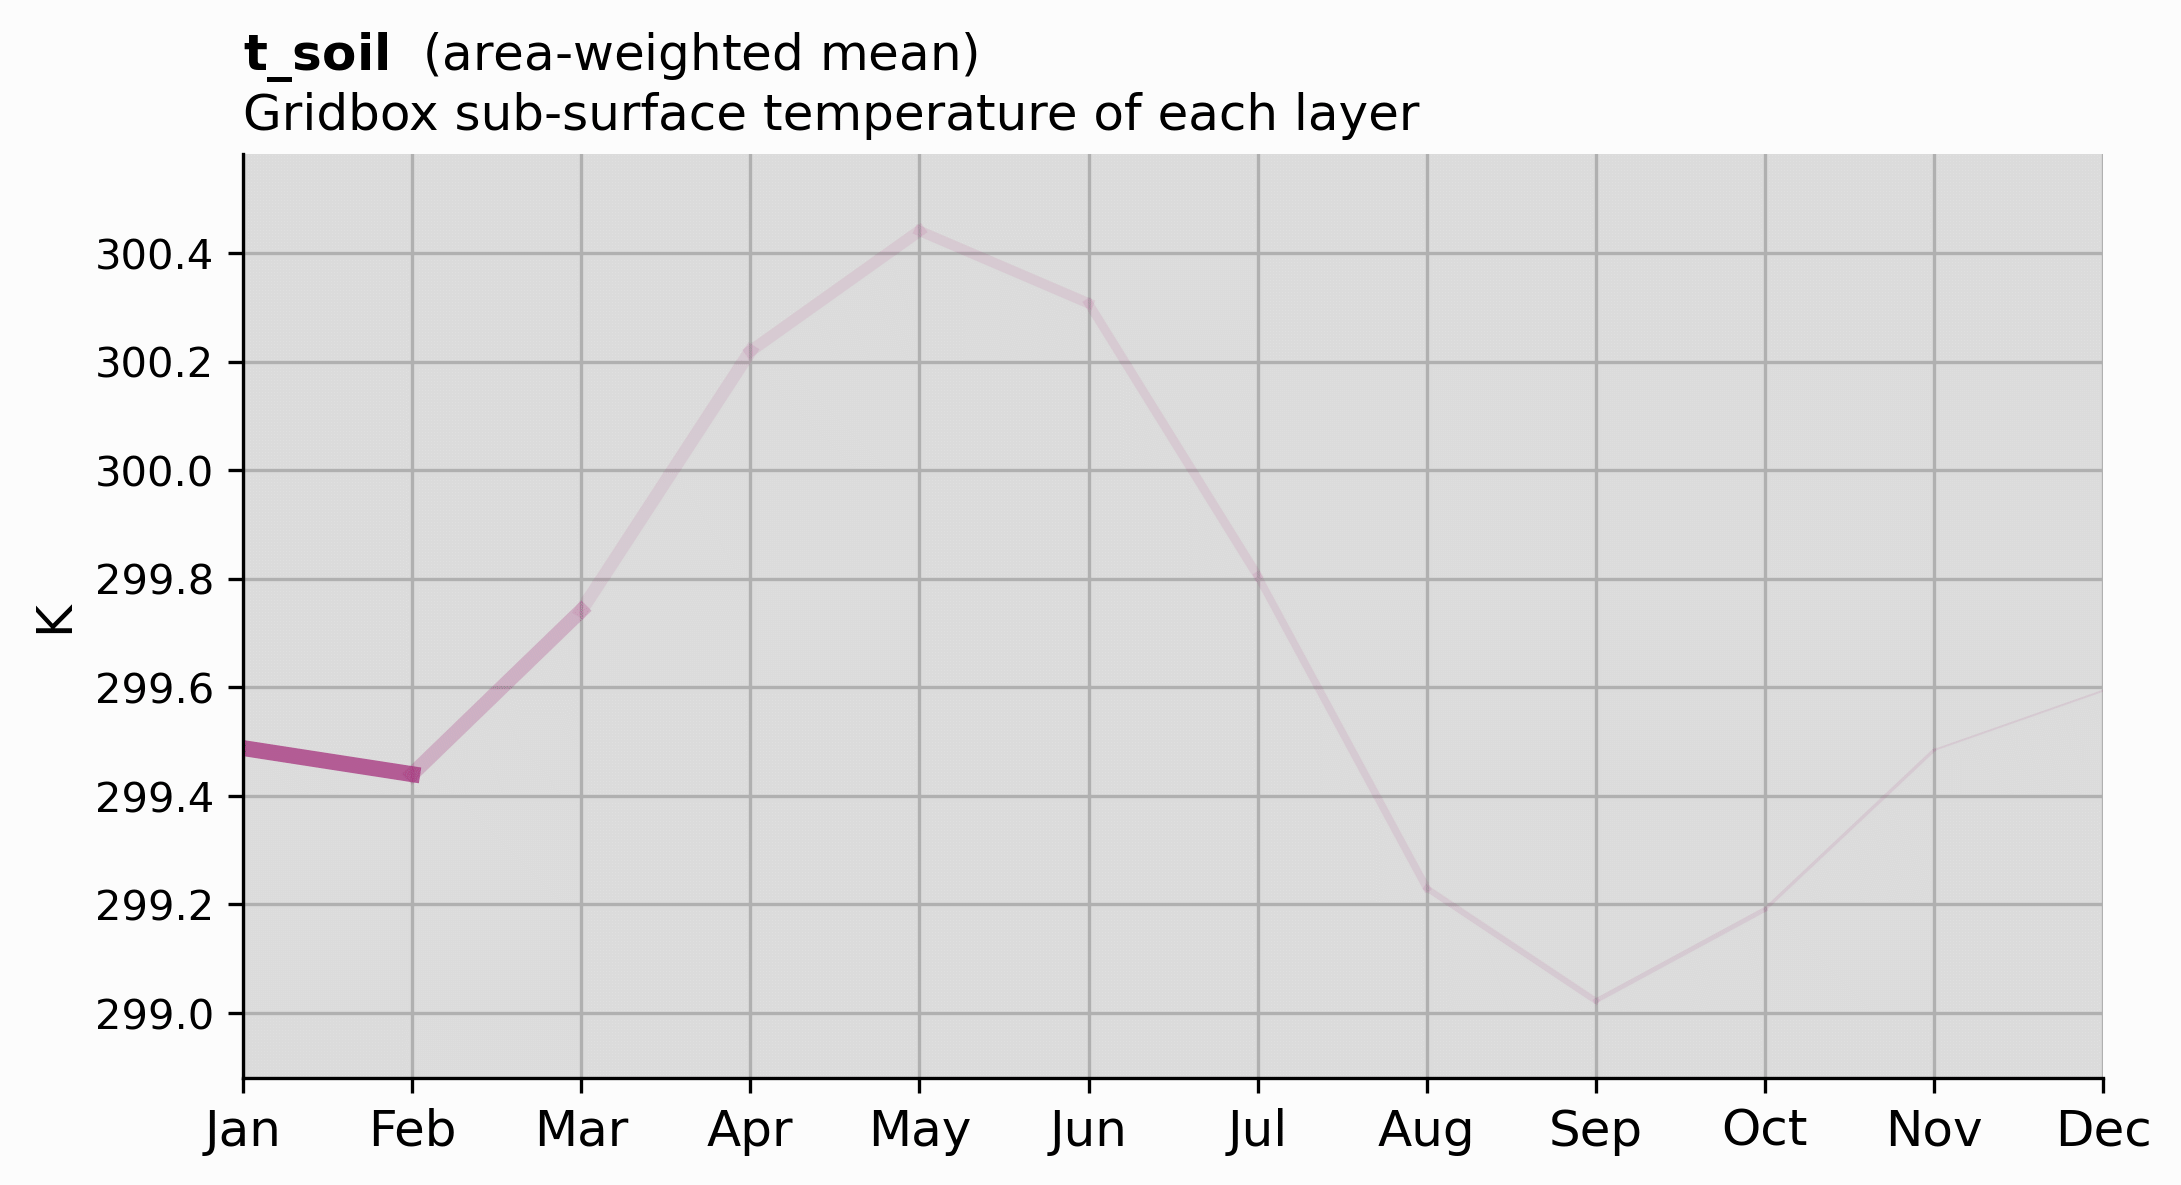 t_soil (area-weighted mean)
Gridbox sub-surface temperature of each layer
300.4
300.2
300.0
299.8
299.6
299.4
299.2
299.0
K
Jan Feb Mar Apr May Jun Jul Aug Sep Oct Nov Dec